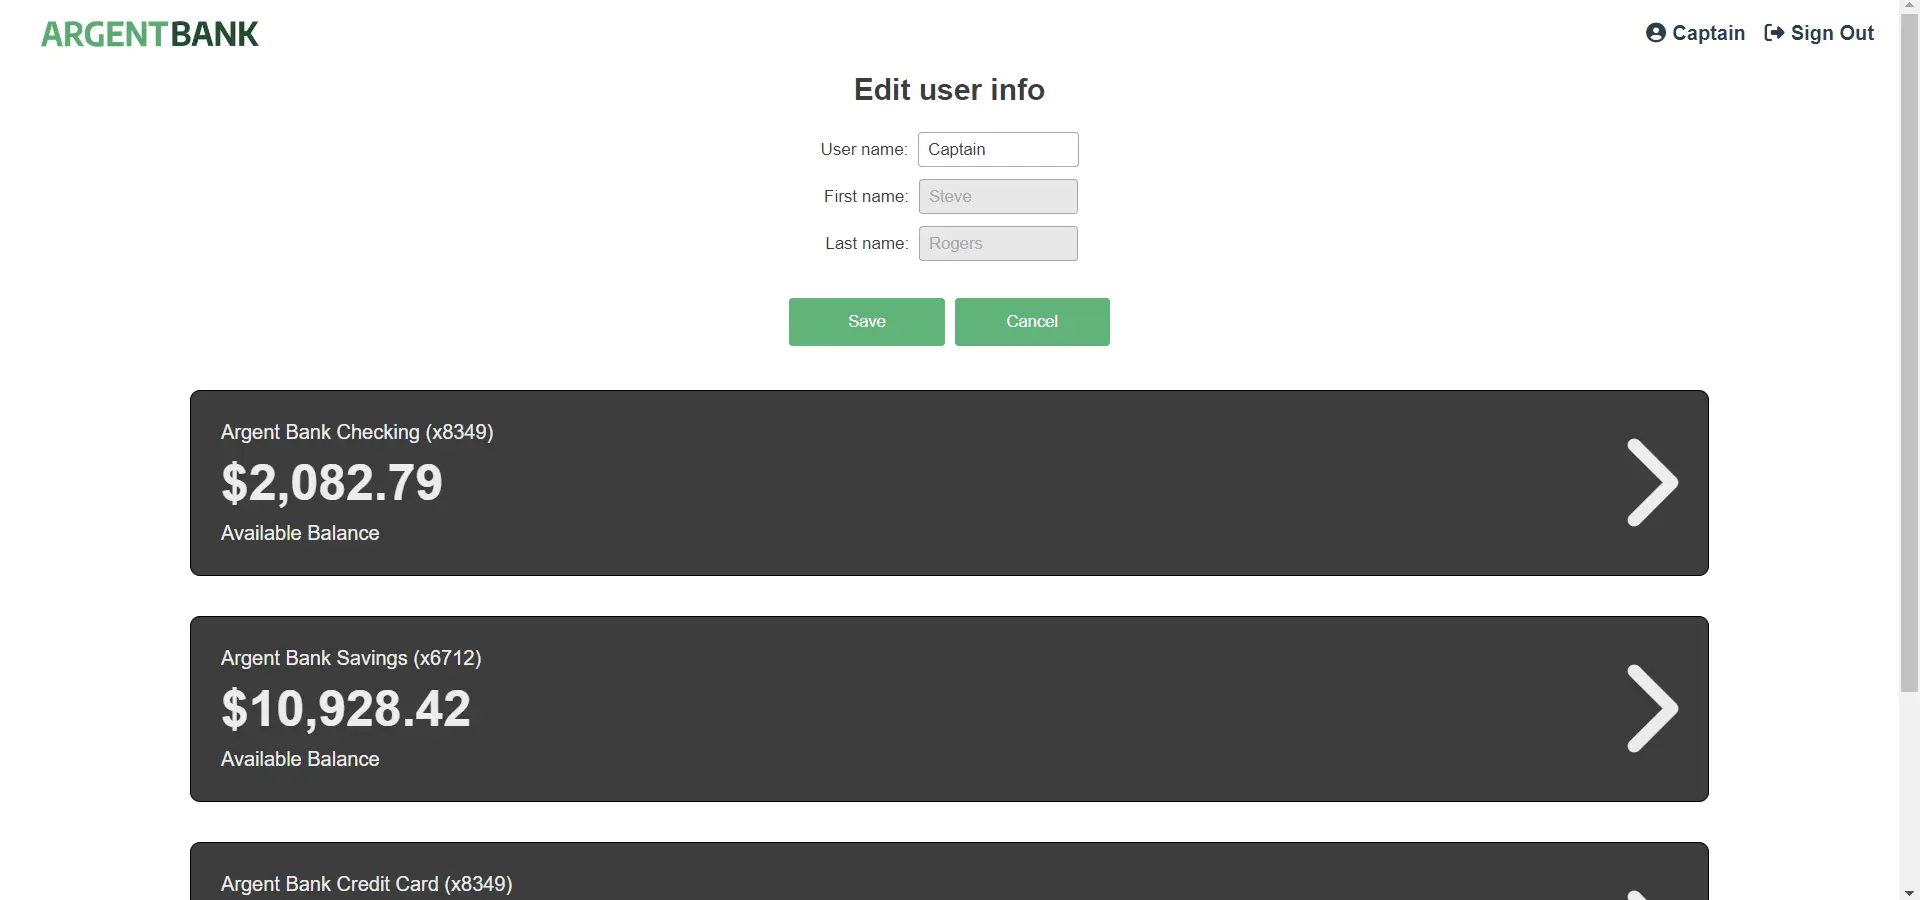 ARGENTBANK
Captain Sign Out
Edit user info
User name: Captain
First name: Steve
Last name: Rogers
Save Cancel
Argent Bank Checking (x8349)
$2,082.79
Available Balance
Argent Bank Savings (x6712)
$10,928.42
Available Balance
Argent Bank Credit Card (x8349)